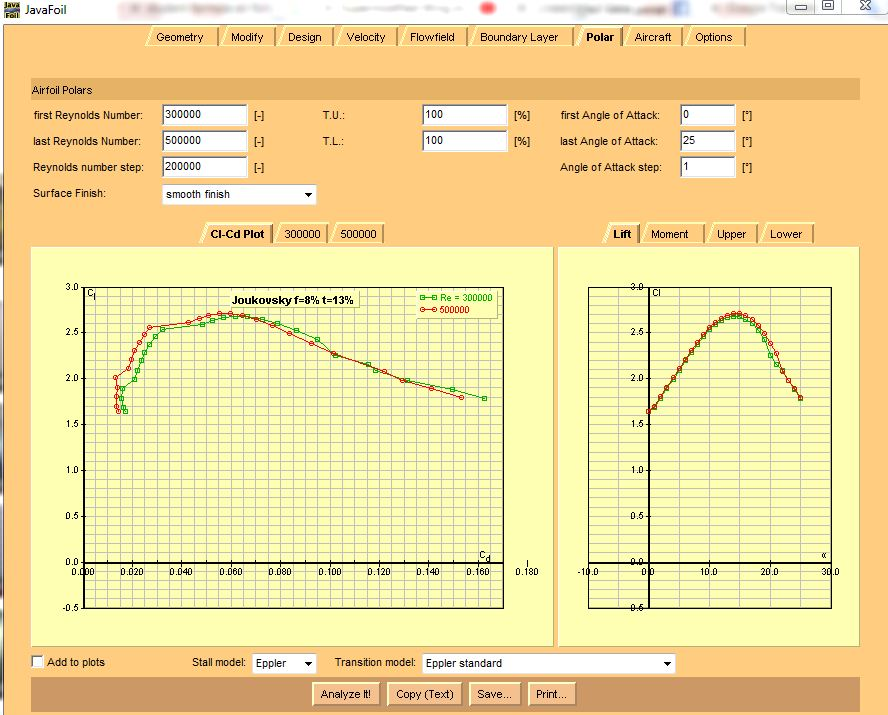 Java Foil JavaFoil
Geometry Modify Design Velocity Flowfield Boundary Layer Polar Aircraft Options
Airfoil Polars
first Reynolds Number: 300000 [-] T.U.: 100 [%] first Angle of Attack: 0 [°]
last Reynolds Number: 500000 [-] T.L.: 100 [%] last Angle of Attack: 25 [°]
Reynolds number step: 200000 [-] Angle of Attack step: 1 [°]
Surface Finish: smooth finish
Cl-Cd Plot 300000 500000 Lift Moment Upper Lower
3.0 Cl 3.0 Cl
Joukovsky f=8% t=13% Re = 300000
500000
2.5 2.5
2.0 2.0
1.5 1.5
1.0 1.0
0.5 0.5
Cd α
0.0 0.0
0.000 0.020 0.040 0.060 0.080 0.100 0.120 0.140 0.160 0.180 -10.0 0.0 10.0 20.0 30.0
-0.5 -0.5
Add to plots Stall model: Eppler Transition model: Eppler standard
Analyze It! Copy (Text) Save... Print...